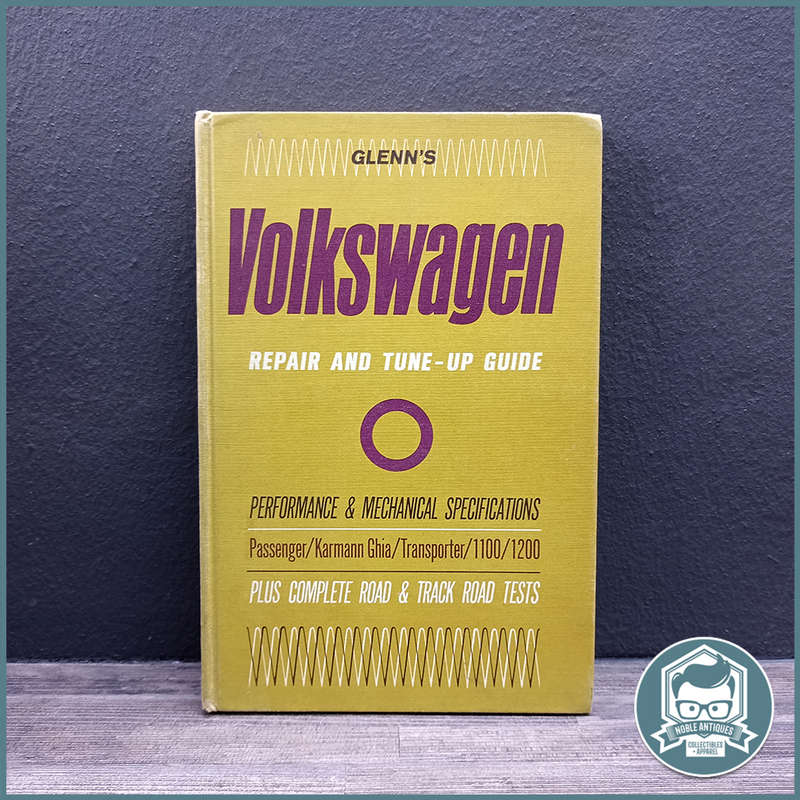 GLENN'S
Volkswagen
REPAIR AND TUNE-UP GUIDE
PERFORMANCE & MECHANICAL SPECIFICATIONS
Passenger/Karmann Ghia/Transporter/1100/1200
PLUS COMPLETE ROAD & TRACK ROAD TESTS
NOBLE ANTIQUES
COLLECTIBLES
+ APPAREL